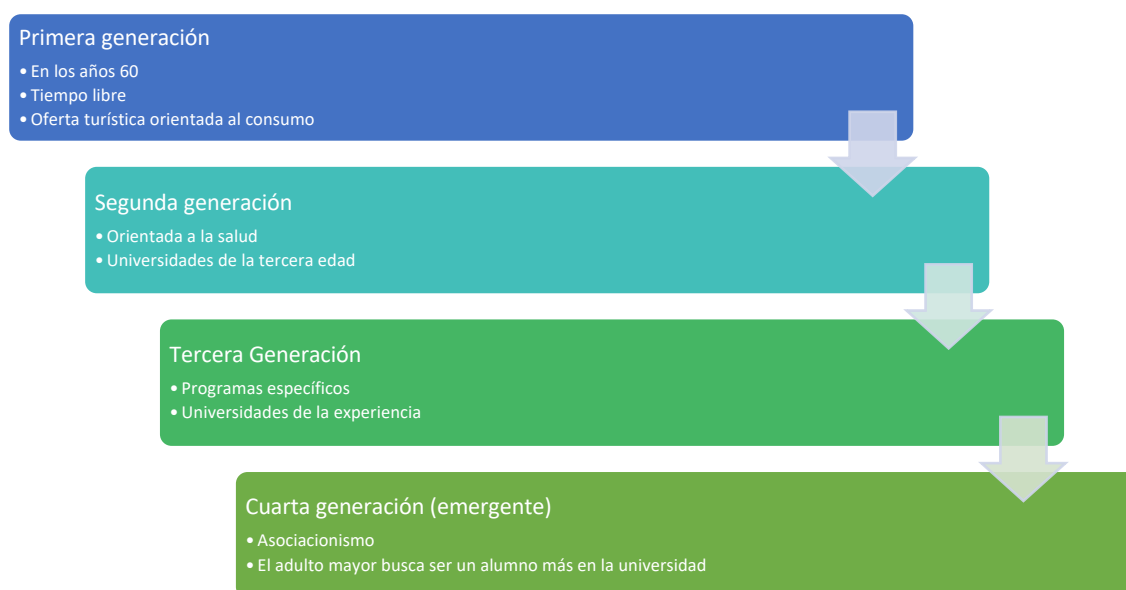 Primera generación
• En los años 60
• Tiempo libre
• Oferta turística orientada al consumo
Segunda generación
• Orientada a la salud
• Universidades de la tercera edad
Tercera Generación
• Programas específicos
• Universidades de la experiencia
Cuarta generación (emergente)
• Asociacionismo
• El adulto mayor busca ser un alumno más en la universidad